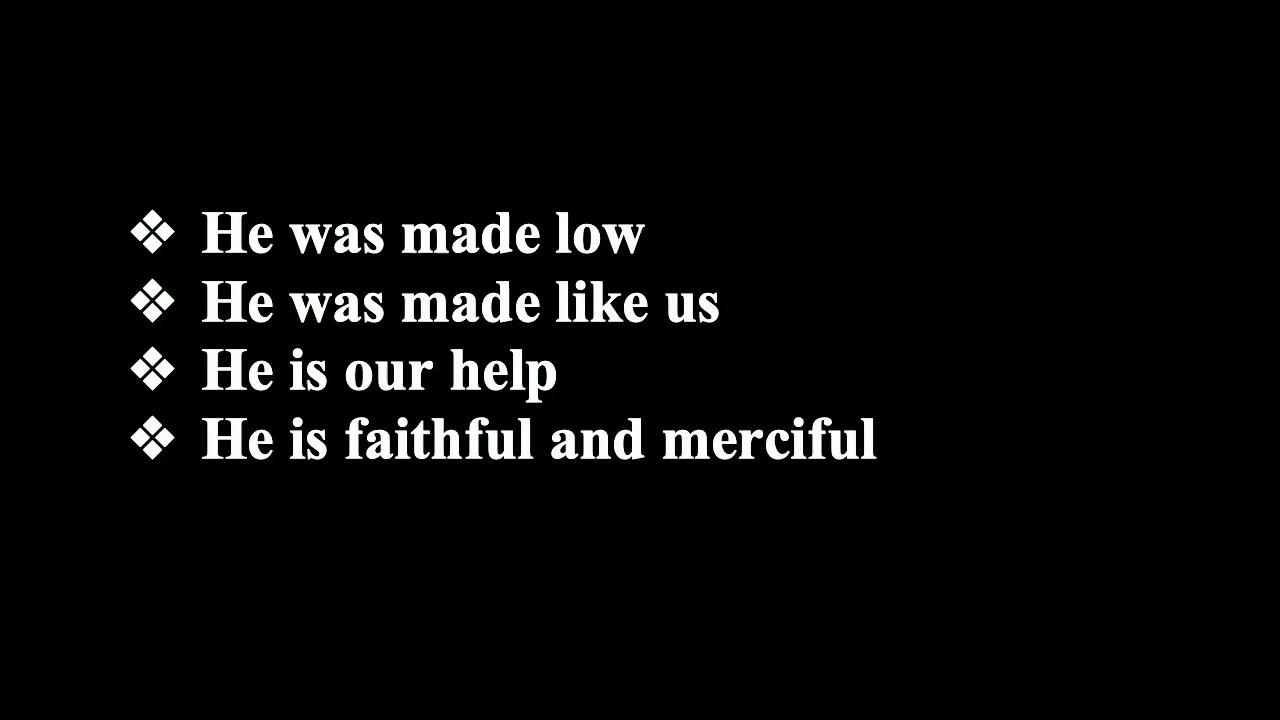 ❖ He was made low
❖ He was made like us
❖ He is our help
❖ He is faithful and merciful